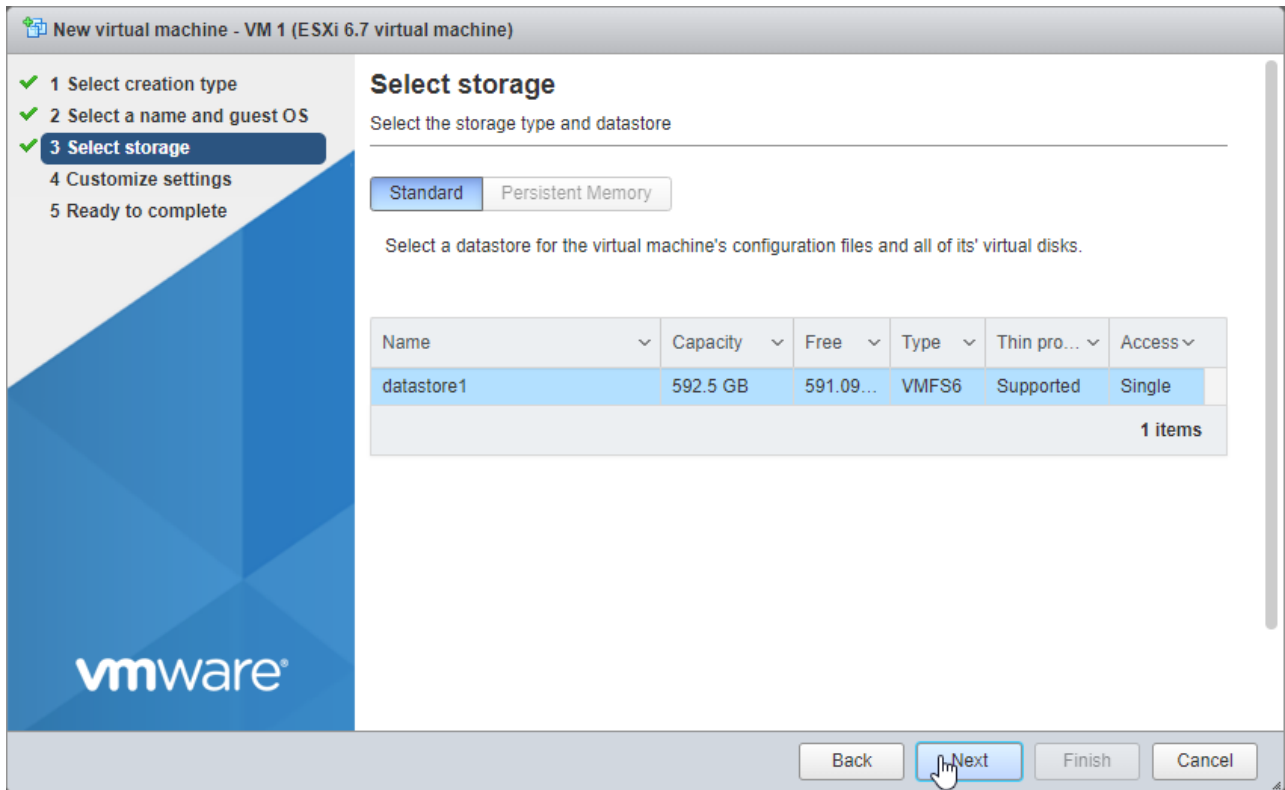 New virtual machine - VM 1 (ESXi 6.7 virtual machine)
1 Select creation type
2 Select a name and guest OS
3 Select storage
4 Customize settings
5 Ready to complete
vmware®
Select storage
Select the storage type and datastore
Standard Persistent Memory
Select a datastore for the virtual machine's configuration files and all of its' virtual disks.
Name Capacity Free Type Thin pro... Access
datastore1 592.5 GB 591.09... VMFS6 Supported Single
1 items
Back Next Finish Cancel